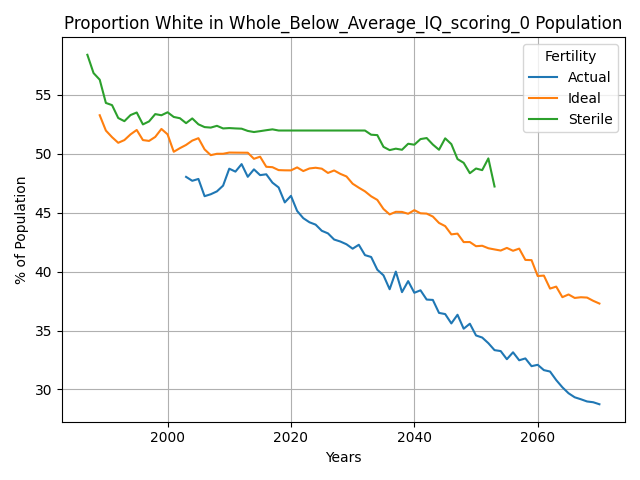 Proportion White in Whole_Below_Average_IQ_scoring_0 Population
Fertility
Actual
Ideal
Sterile
% of Population
55
50
45
40
35
30
2000
2020
2040
2060
Years